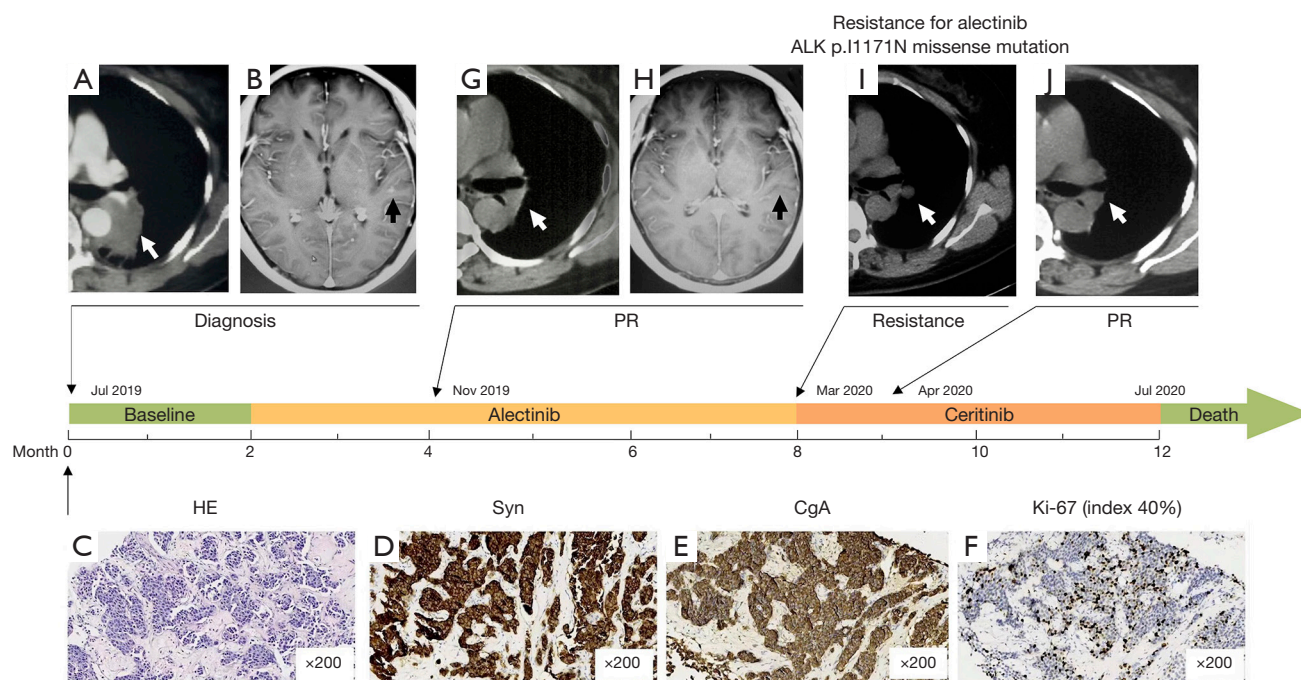 Resistance for alectinib
ALK p.I1171N missense mutation
A
B
G
H
I
J
Diagnosis
PR
Resistance
PR
Jul 2019
Nov 2019
Mar 2020
Apr 2020
Jul 2020
Baseline
Alectinib
Ceritinib
Death
Month 0 2 4 6 8 10 12
HE
Syn
CgA
Ki-67 (index 40%)
C
D
E
F
×200
×200
×200
×200